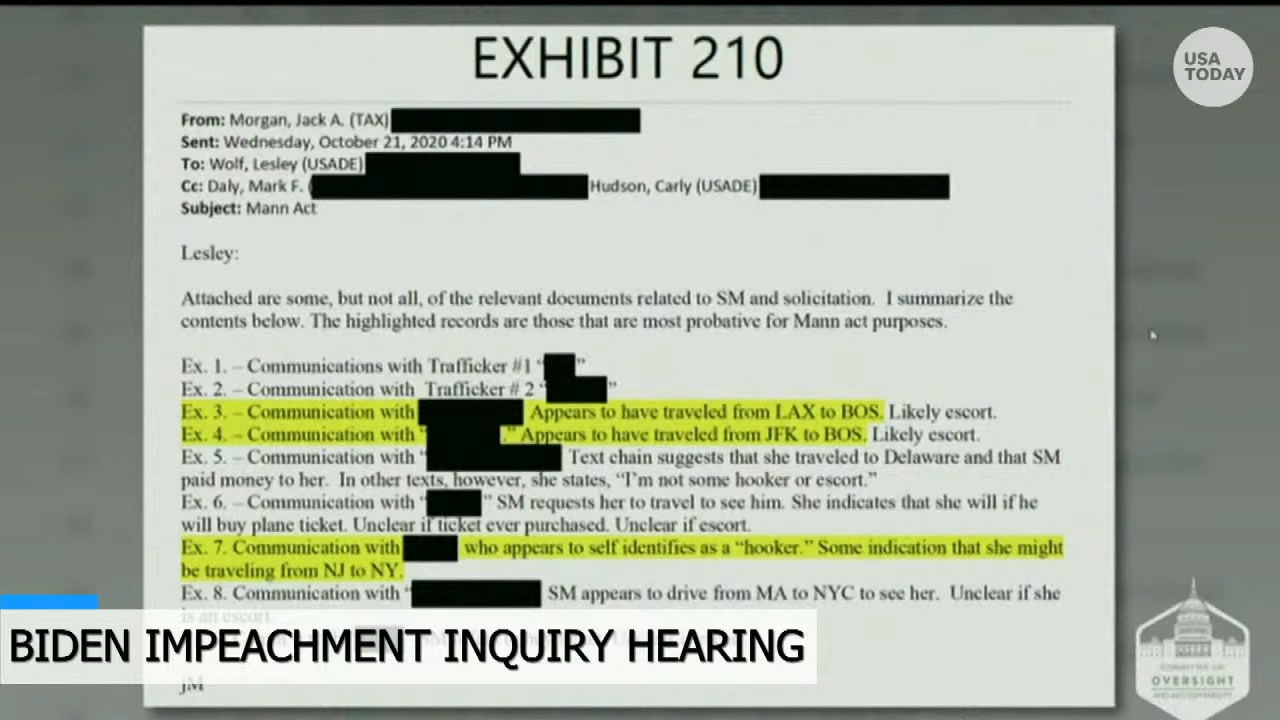 EXHIBIT 210
USA
TODAY
From: Morgan, Jack A. (TAX)
Sent: Wednesday, October 21, 2020 4:14 PM
To: Wolf, Lesley (USADE)
Cc: Daly, Mark F. ( Hudson, Carly (USADE)
Subject: Mann Act
Lesley:
Attached are some, but not all, of the relevant documents related to SM and solicitation. I summarize the
contents below. The highlighted records are those that are most probative for Mann act purposes.
Ex. 1. – Communications with Trafficker #1 “ ”
Ex. 2. – Communication with Trafficker # 2 “ ”
Ex. 3. – Communication with Appears to have traveled from LAX to BOS. Likely escort.
Ex. 4. – Communication with “ .” Appears to have traveled from JFK to BOS. Likely escort.
Ex. 5. – Communication with “ Text chain suggests that she traveled to Delaware and that SM
paid money to her. In other texts, however, she states, “I’m not some hooker or escort.”
Ex. 6. – Communication with “ ” SM requests her to travel to see him. She indicates that she will if he
will buy plane ticket. Unclear if ticket ever purchased. Unclear if escort.
Ex. 7. Communication with who appears to self identifies as a “hooker.” Some indication that she might
be traveling from NJ to NY.
Ex. 8. – Communication with “ SM appears to drive from MA to NYC to see her. Unclear if she
is an escort.
BIDEN IMPEACHMENT INQUIRY HEARING
JM
COMMITTEE ON
OVERSIGHT
AND ACCOUNTABILITY